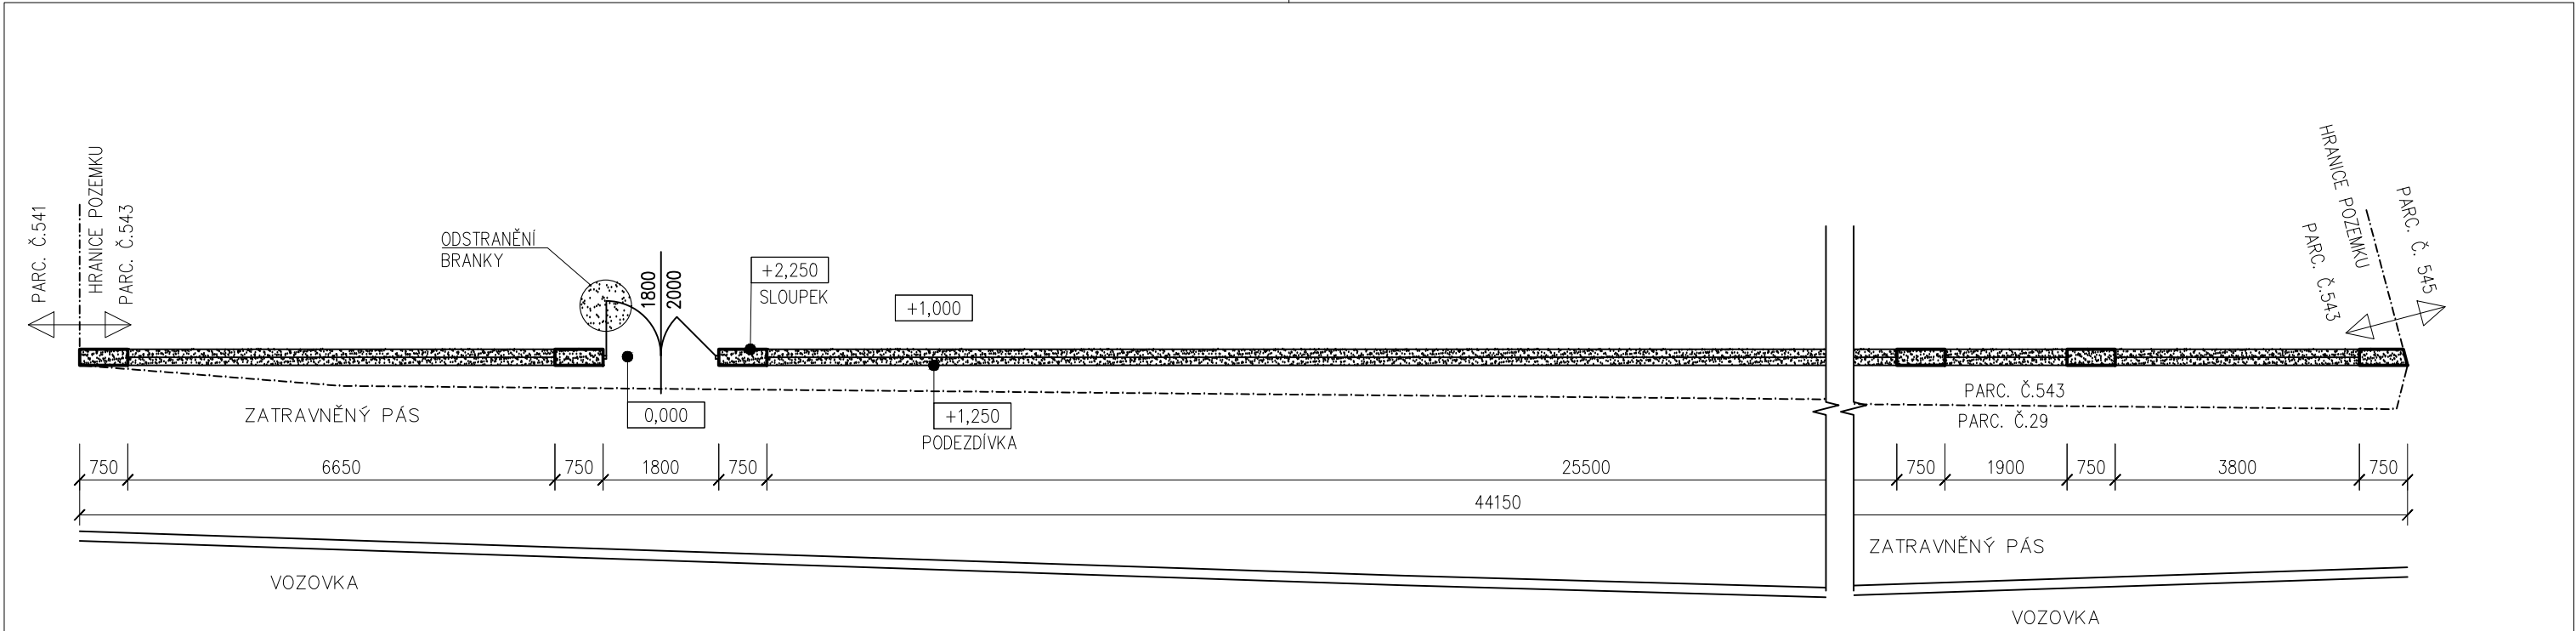 PARC. Č.541
HRANICE POZEMKU
PARC. Č.543
ODSTRANĚNÍ
BRANKY
1800
2000
+2,250
SLOUPEK
+1,000
HRANICE POZEMKU
PARC. Č.543
PARC. Č. 545
ZATRAVNĚNÝ PÁS
0,000
+1,250
PODEZDÍVKA
PARC. Č.543
PARC. Č.29
750 6650 750 1800 750 25500 750 1900 750 3800 750
44150
ZATRAVNĚNÝ PÁS
VOZOVKA
VOZOVKA